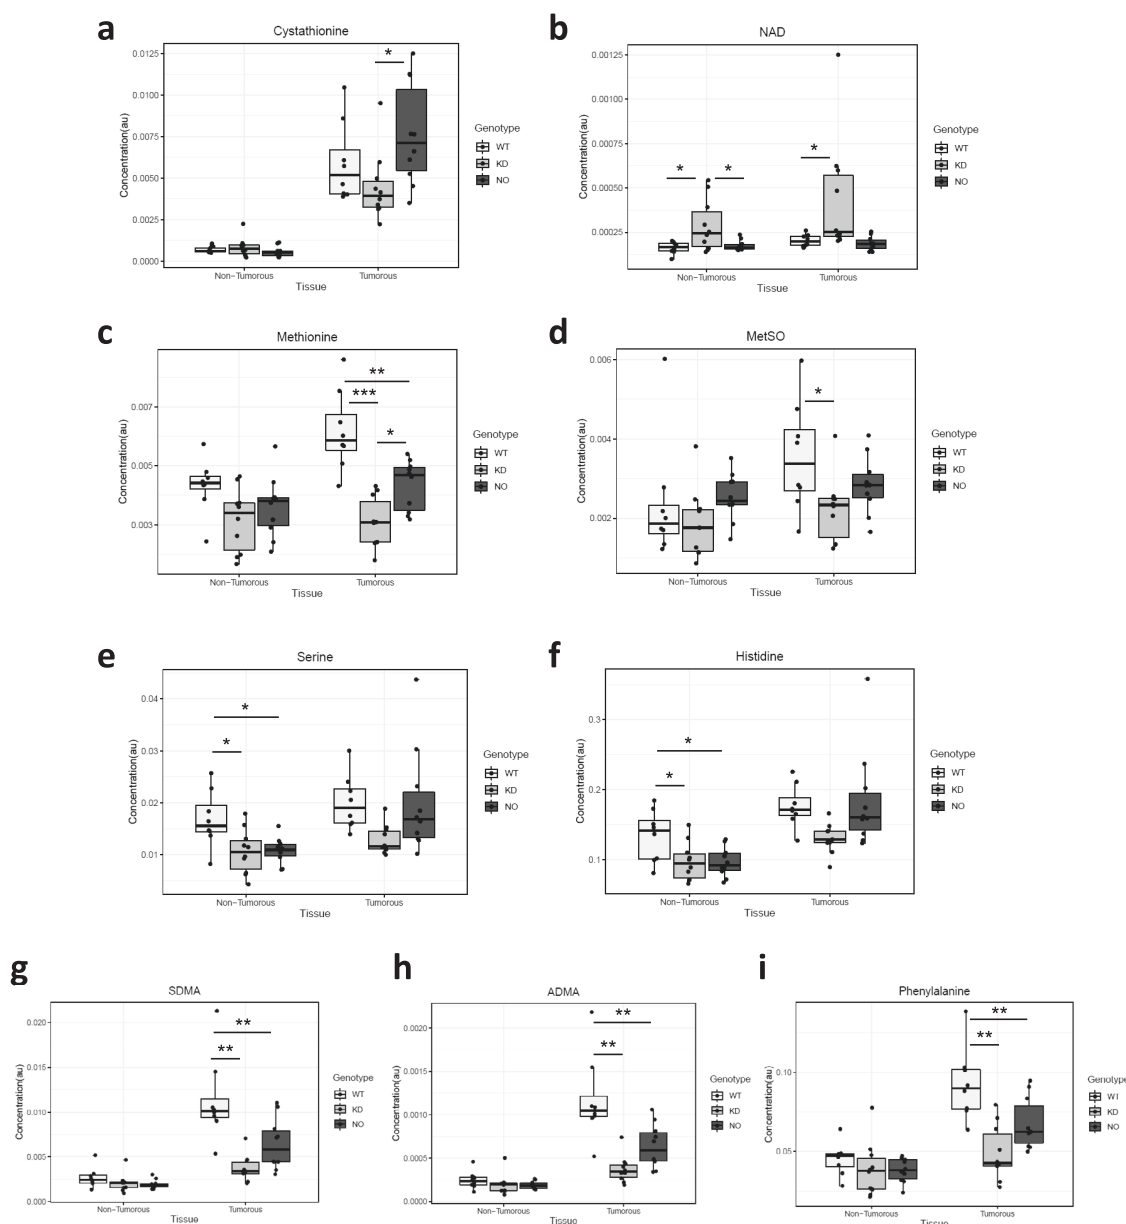 a
Cystathionine
*
0.0125
0.0100
0.0075
0.0050
0.0025
0.0000
Concentration(au)
Non-Tumorous
Tumorous
Tissue
Genotype
WT
KD
NO
b
NAD
*
*
*
0.00125
0.00100
0.00075
0.00050
0.00025
Concentration(au)
Non-Tumorous
Tumorous
Tissue
Genotype
WT
KD
NO
c
Methionine
**
***
*
0.007
0.005
0.003
Concentration(au)
Non-Tumorous
Tumorous
Tissue
Genotype
WT
KD
NO
d
MetSO
*
0.006
0.004
0.002
Concentration(au)
Non-Tumorous
Tumorous
Tissue
Genotype
WT
KD
NO
e
Serine
*
*
0.04
0.03
0.02
0.01
Concentration(au)
Non-Tumorous
Tumorous
Tissue
Genotype
WT
KD
NO
f
Histidine
*
*
0.3
0.2
0.1
Concentration(au)
Non-Tumorous
Tumorous
Tissue
Genotype
WT
KD
NO
g
SDMA
**
**
0.020
0.015
0.010
0.005
0.000
Concentration(au)
Non-Tumorous
Tumorous
Tissue
Genotype
WT
KD
NO
h
ADMA
**
**
0.0020
0.0015
0.0010
0.0005
0.0000
Concentration(au)
Non-Tumorous
Tumorous
Tissue
Genotype
WT
KD
NO
i
Phenylalanine
**
**
0.10
0.05
Concentration(au)
Non-Tumorous
Tumorous
Tissue
Genotype
WT
KD
NO